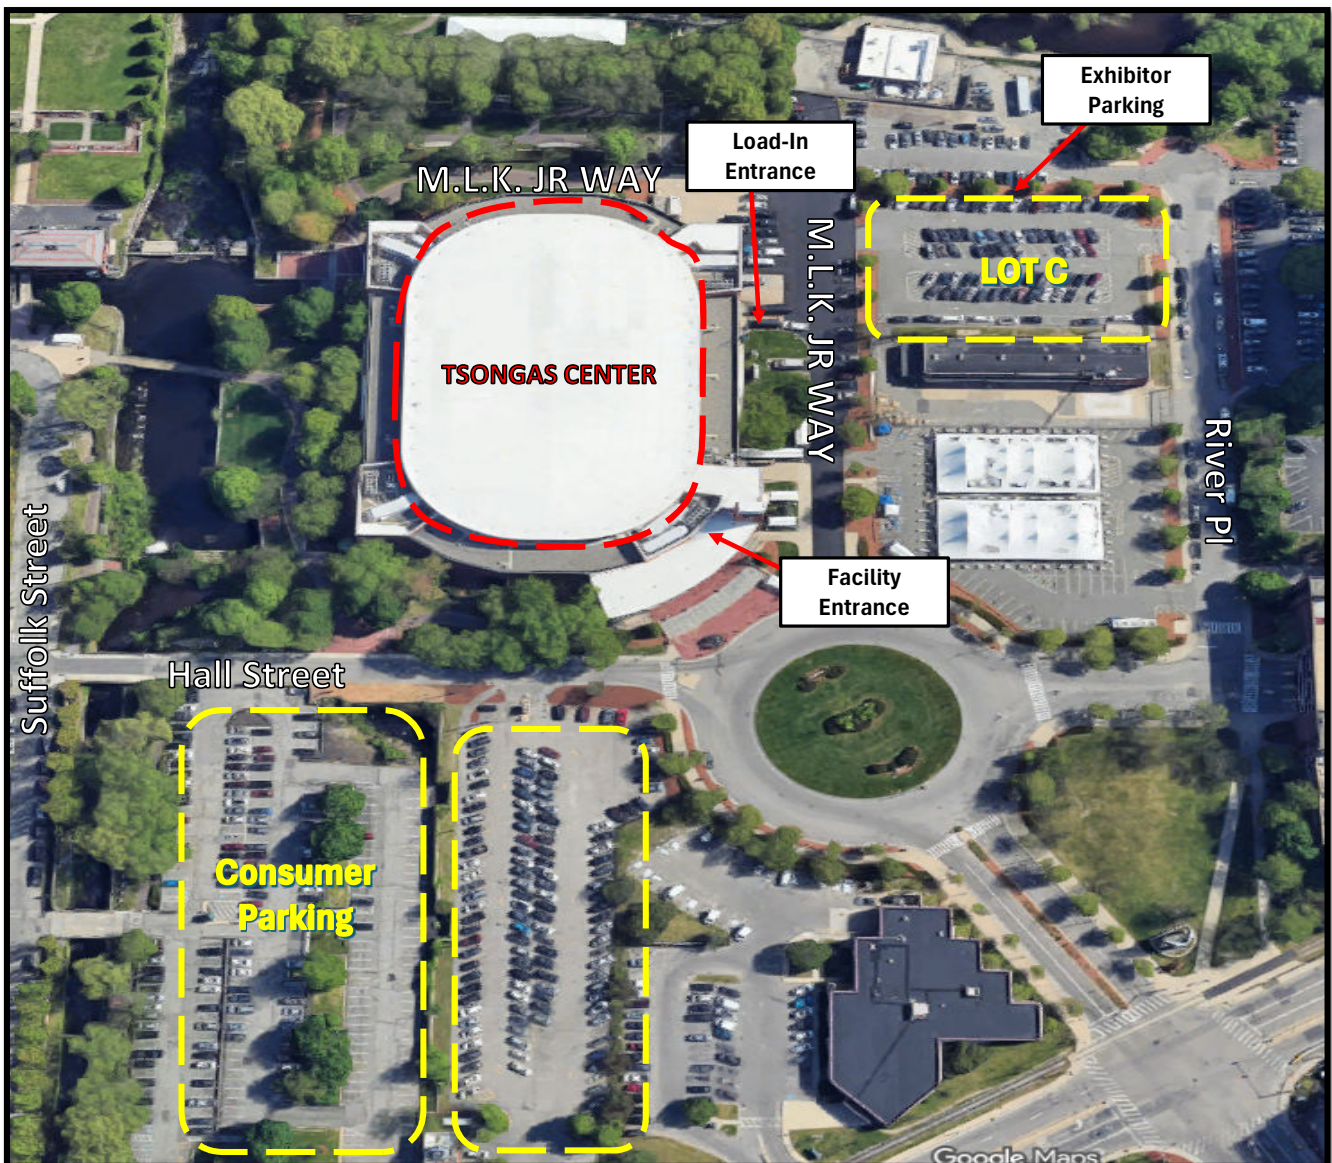 Exhibitor
Parking
Load-In
Entrance
M.L.K. JR WAY
M.L.K. JR WAY
LOT C
TSONGAS CENTER
River Pl
Suffolk Street
Facility
Entrance
Hall Street
Consumer
Parking
Google Maps